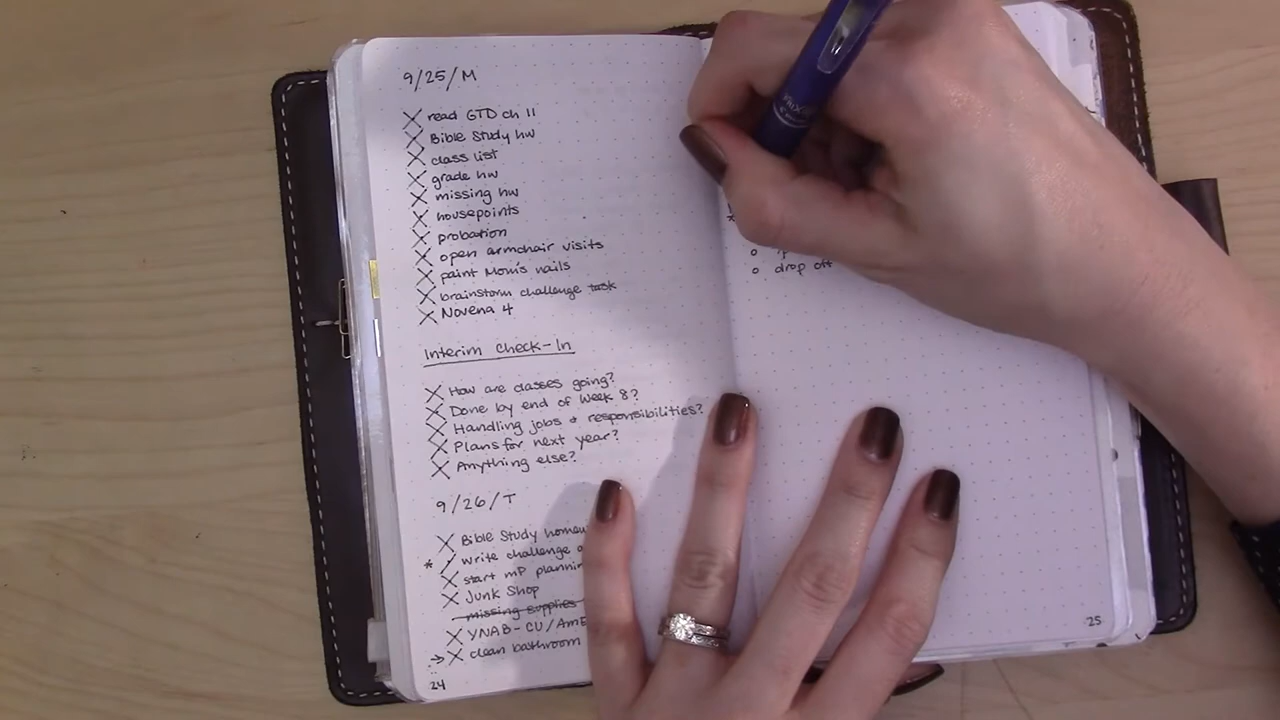 9/25/M
read GTD ch 11
Bible Study hw
class list
grade hw
missing hw
housepoints
probation
open armchair visits
paint Mom's nails
brainstorm challenge task
Novena 4
Interim Check-In
How are classes going?
Done by end of Week 8?
Handling jobs & responsibilities?
Plans for next year?
Anything else?
9/26/T
Bible Study
* write challenge
start MP
Junk Shop
missing supplies
YNAB - CU/
→ clean bathroom
24
drop off
25